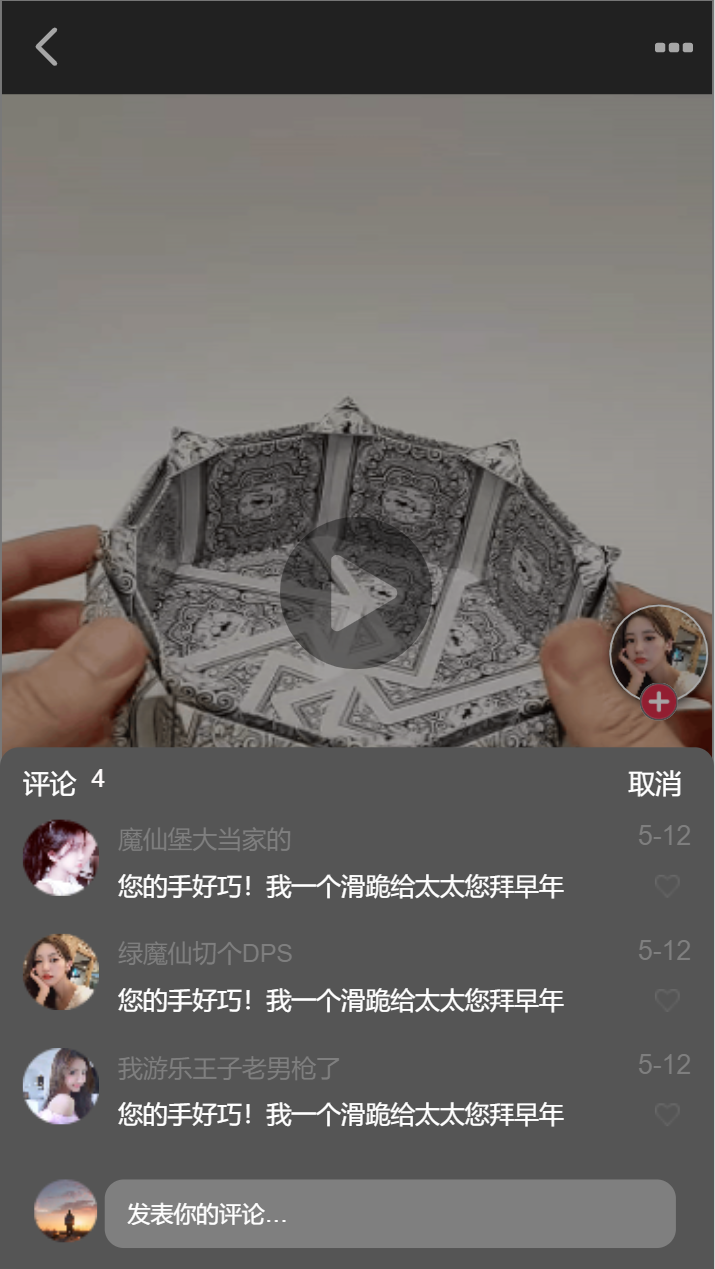 评论 4 取消
魔仙堡大当家的 5-12
您的手好巧！我一个滑跪给太太您拜早年
绿魔仙切个DPS 5-12
您的手好巧！我一个滑跪给太太您拜早年
我游乐王子老男枪了 5-12
您的手好巧！我一个滑跪给太太您拜早年
发表你的评论...